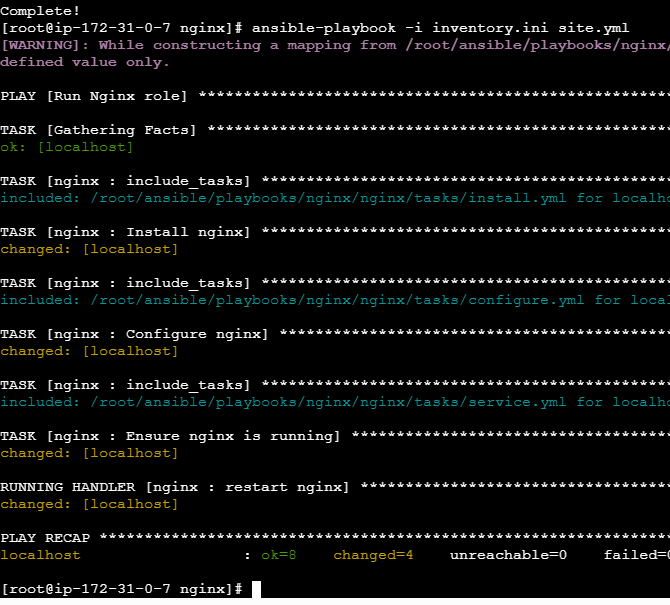 Complete!
[root@ip-172-31-0-7 nginx]# ansible-playbook -i inventory.ini site.yml
[WARNING]: While constructing a mapping from /root/ansible/playbooks/nginx/
defined value only.
PLAY [Run Nginx role] *****************************************************
TASK [Gathering Facts] ****************************************************
ok: [localhost]
TASK [nginx : include_tasks] **********************************************
included: /root/ansible/playbooks/nginx/nginx/tasks/install.yml for localho
TASK [nginx : Install nginx] **********************************************
changed: [localhost]
TASK [nginx : include_tasks] **********************************************
included: /root/ansible/playbooks/nginx/nginx/tasks/configure.yml for local
TASK [nginx : Configure nginx] ********************************************
changed: [localhost]
TASK [nginx : include_tasks] **********************************************
included: /root/ansible/playbooks/nginx/nginx/tasks/service.yml for localho
TASK [nginx : Ensure nginx is running] ************************************
changed: [localhost]
RUNNING HANDLER [nginx : restart nginx] ***********************************
changed: [localhost]
PLAY RECAP ****************************************************************
localhost                  : ok=8    changed=4    unreachable=0    failed=0
[root@ip-172-31-0-7 nginx]#